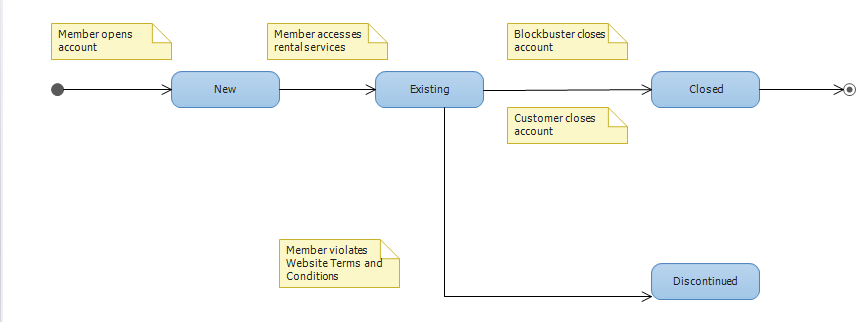 Member opens
account
Member accesses
rental services
Blockbuster closes
account
New
Existing
Closed
Customer closes
account
Member violates
Website Terms and
Conditions
Discontinued